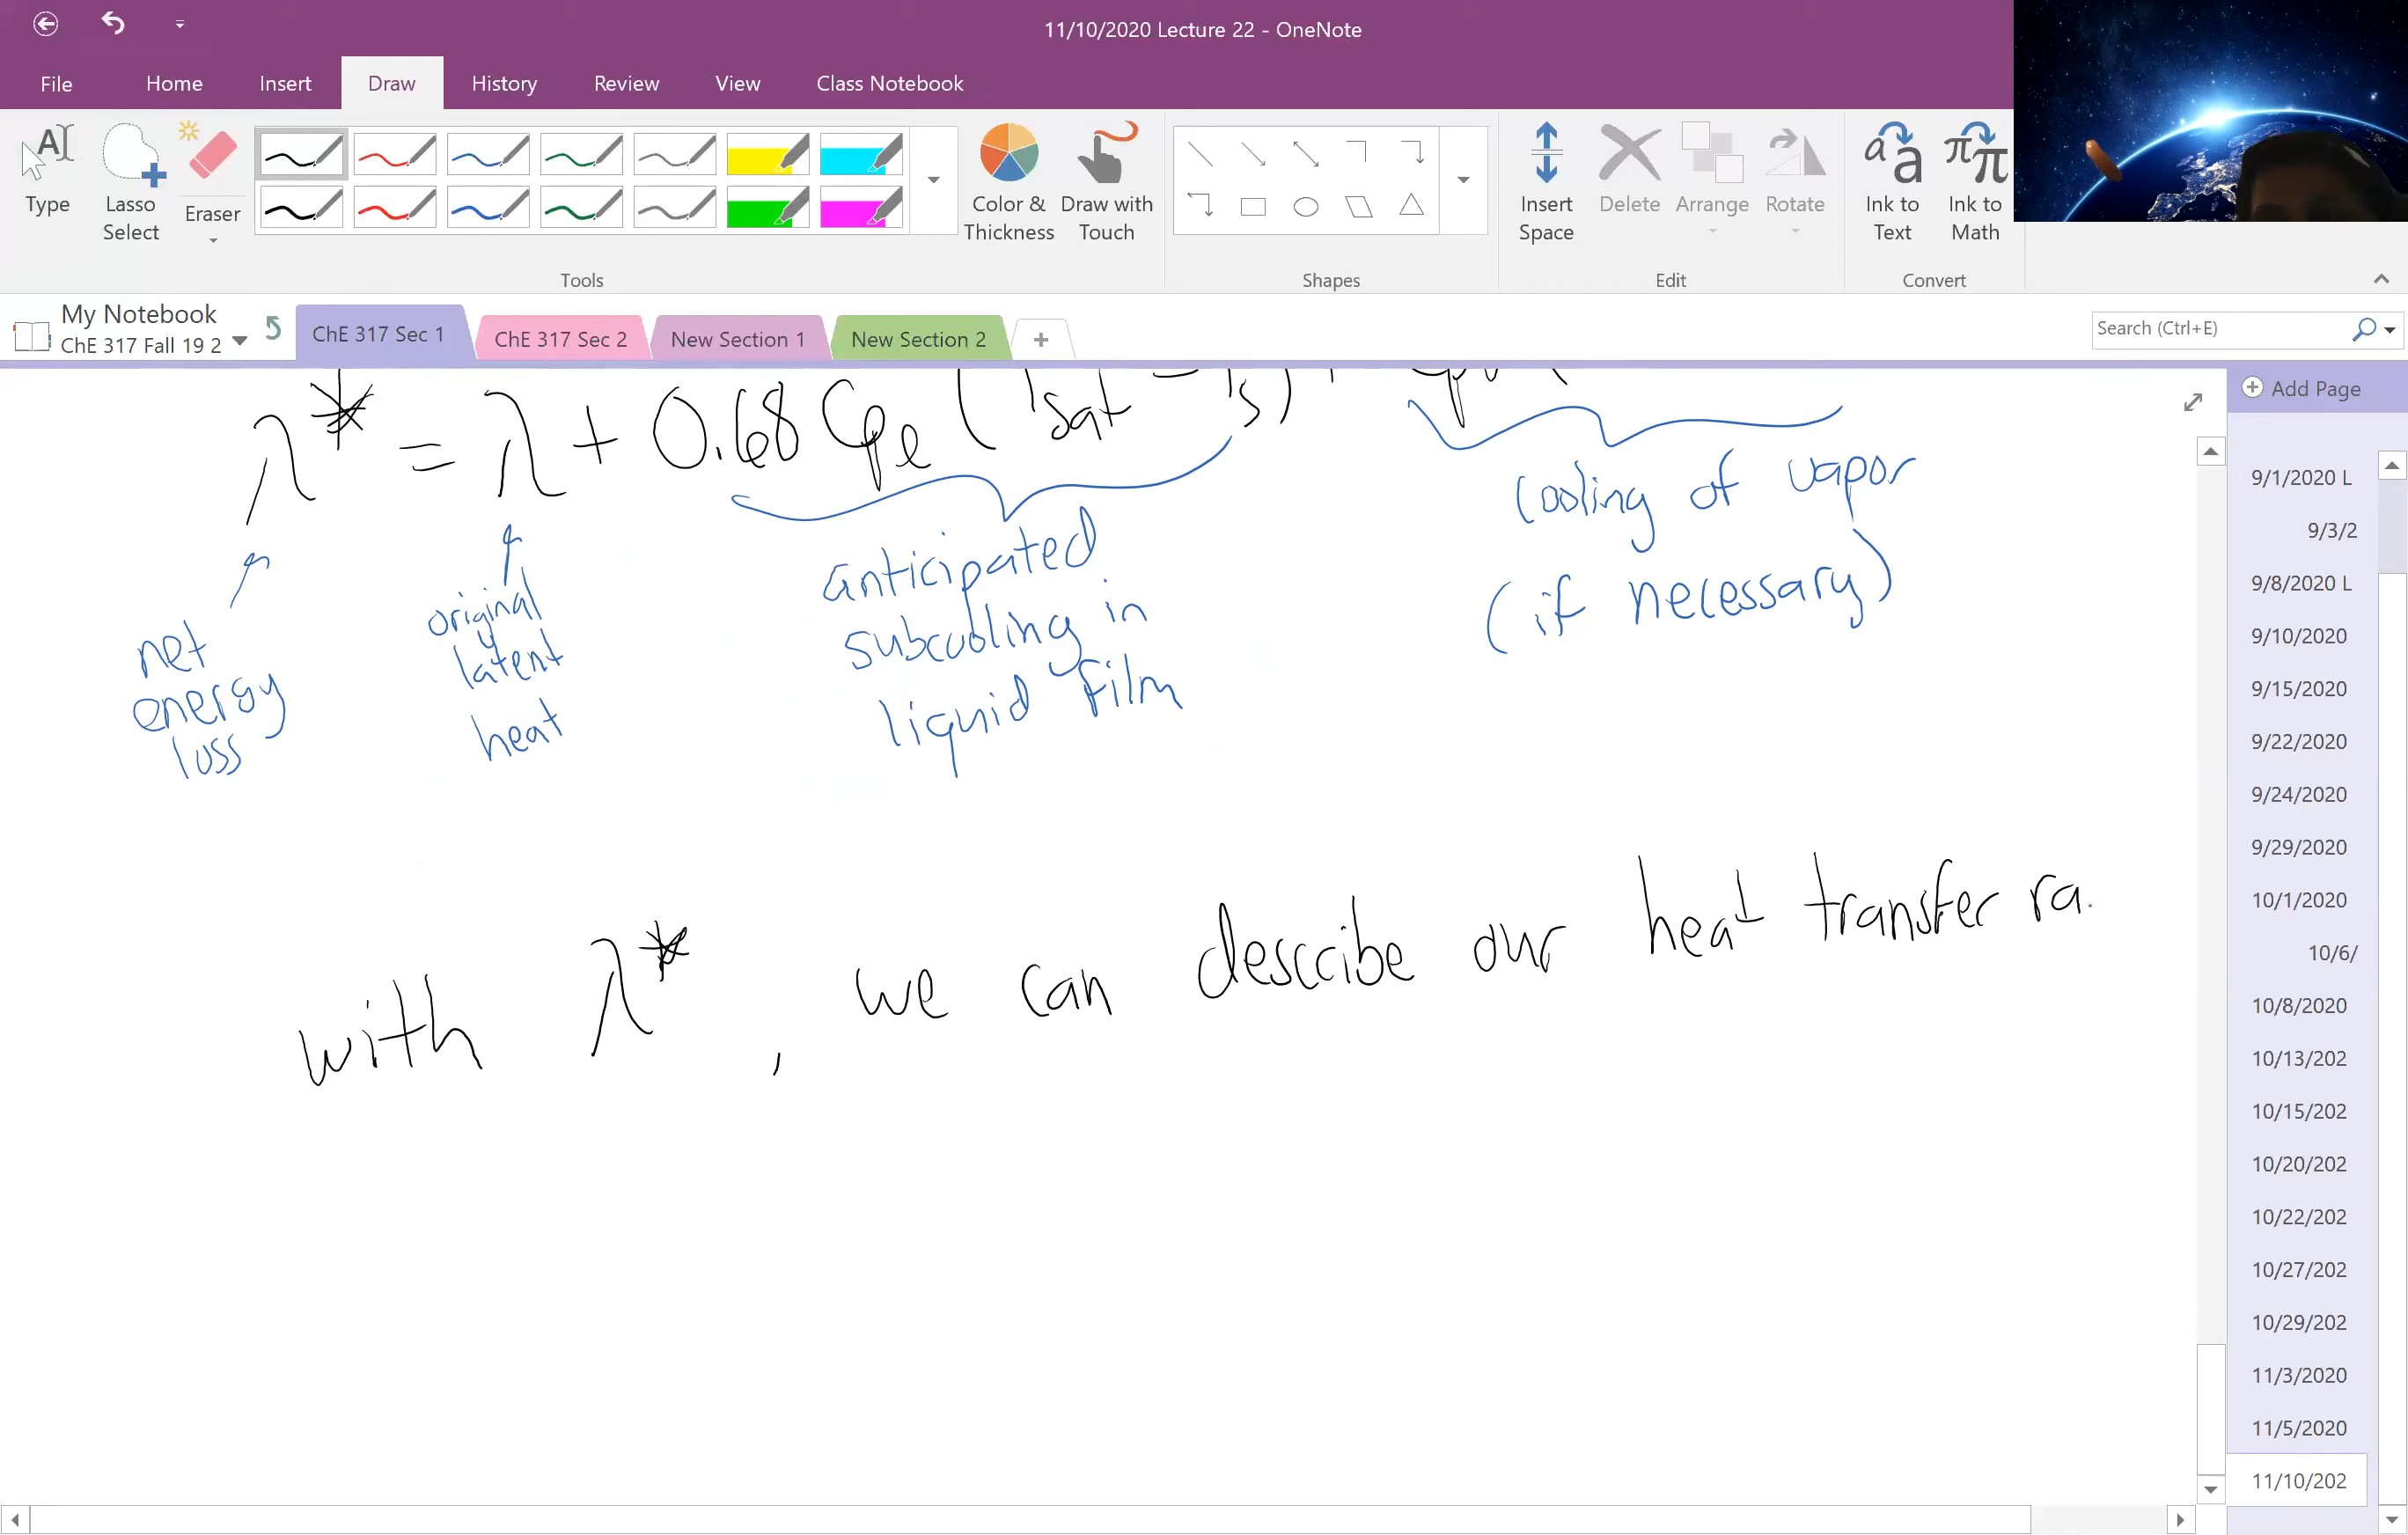 11/10/2020 Lecture 22 - OneNote
File Home Insert Draw History Review View Class Notebook
Type
Lasso Select
Eraser
Color & Thickness
Draw with Touch
Insert Space
Delete
Arrange
Rotate
Ink to Text
Ink to Math
Tools Shapes Edit Convert
My Notebook
ChE 317 Fall 19 2
ChE 317 Sec 1 ChE 317 Sec 2 New Section 1 New Section 2 +
Search (Ctrl+E)
Add Page
λ* = λ + 0.68 Cpl (Tsat - Ts) +
net energy loss
original latent heat
anticipated subcooling in liquid film
cooling of vapor
(if necessary)
with λ*, we can describe our heat transfer ra
9/1/2020 L
9/3/2
9/8/2020 L
9/10/2020
9/15/2020
9/22/2020
9/24/2020
9/29/2020
10/1/2020
10/6/
10/8/2020
10/13/202
10/15/202
10/20/202
10/22/202
10/27/202
10/29/202
11/3/2020
11/5/2020
11/10/202